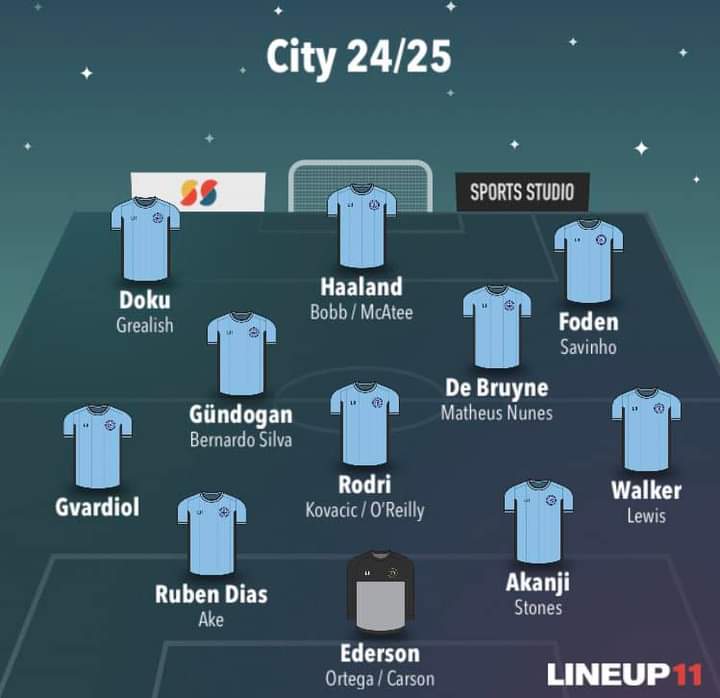 City 24/25
SS
SPORTS STUDIO
Doku
Grealish
Haaland
Bobb / McAtee
Foden
Savinho
Gündogan
Bernardo Silva
De Bruyne
Matheus Nunes
Gvardiol
Rodri
Kovacic / O'Reilly
Walker
Lewis
Ruben Dias
Ake
Akanji
Stones
Ederson
Ortega / Carson
LINEUP11